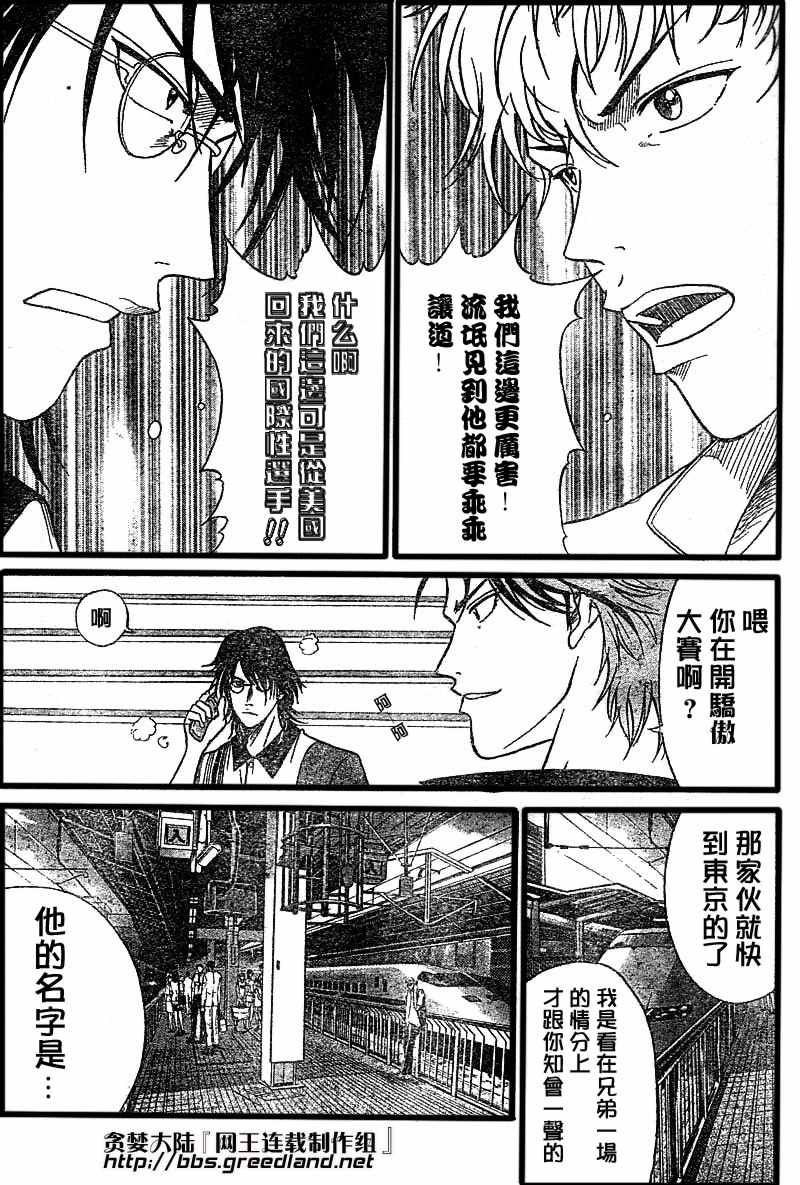 我們這邊更厲害！
流氓見到他都要乖乖
讓道！
什么啊
我們這邊可是從美國
回來的國際性選手!!
喂
你在開驕傲
大賽啊？
呵
呵
啊
那家伙就快
到東京的了
我是看在兄弟一場
的情分上
才跟你知會一聲的
入
他的名字是…
贪婪大陆『网王连载制作组』
http://bbs.greedland.net